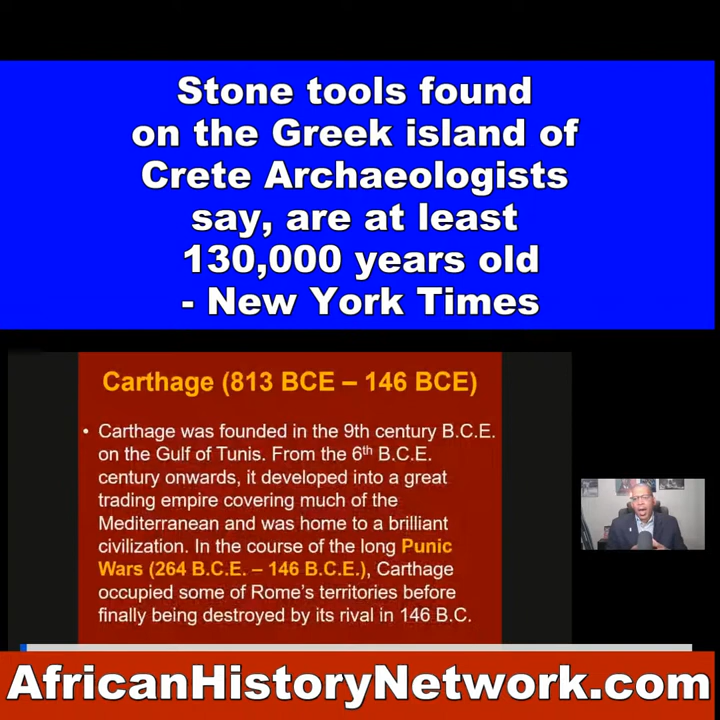 Stone tools found
on the Greek island of
Crete Archaeologists
say, are at least
130,000 years old
- New York Times
Carthage (813 BCE – 146 BCE)
• Carthage was founded in the 9th century B.C.E.
on the Gulf of Tunis. From the 6th B.C.E.
century onwards, it developed into a great
trading empire covering much of the
Mediterranean and was home to a brilliant
civilization. In the course of the long Punic
Wars (264 B.C.E. – 146 B.C.E.), Carthage
occupied some of Rome's territories before
finally being destroyed by its rival in 146 B.C.
AfricanHistoryNetwork.com